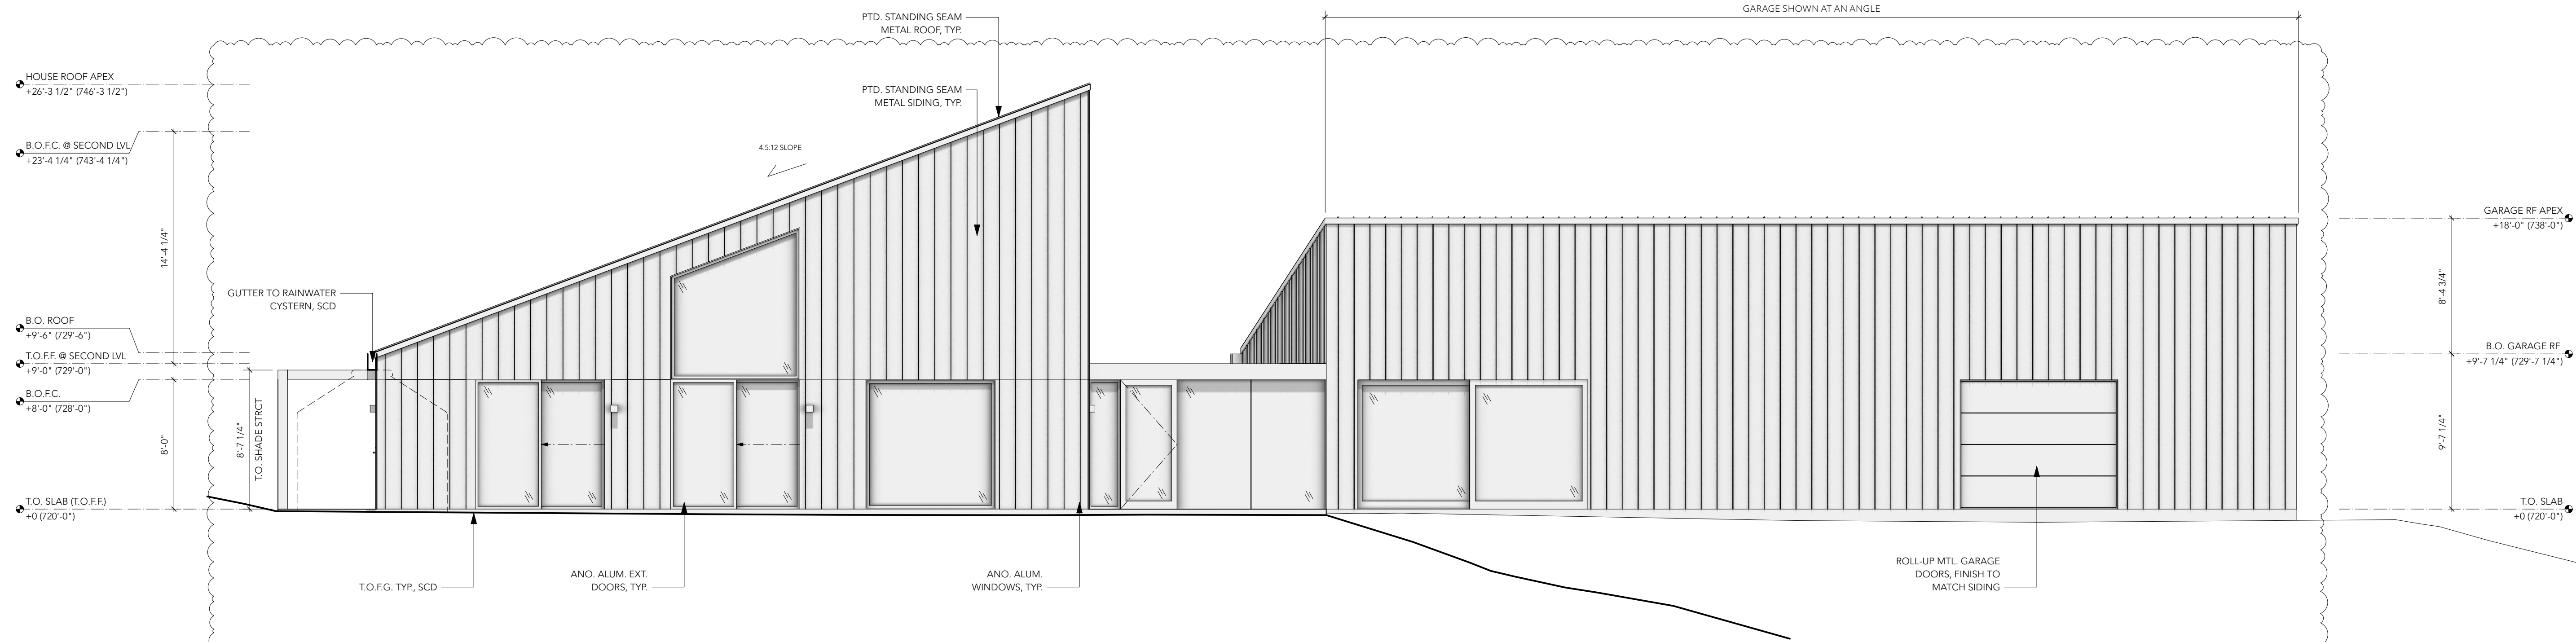 GARAGE SHOWN AT AN ANGLE
PTD. STANDING SEAM
METAL ROOF, TYP.
HOUSE ROOF APEX
+26'-3 1/2" (746'-3 1/2")
PTD. STANDING SEAM
METAL SIDING, TYP.
B.O.F.C. @ SECOND LVL
+23'-4 1/4" (743'-4 1/4")
4.5:12 SLOPE
14'-4 1/4"
GUTTER TO RAINWATER
CYSTERN, SCD
B.O. ROOF
+9'-6" (729'-6")
T.O.F.F. @ SECOND LVL
+9'-0" (729'-0")
B.O.F.C.
+8'-0" (728'-0")
8'-0"
8'-7 1/4"
T.O. SHADE STRCT
T.O. SLAB (T.O.F.F.)
+0 (720'-0")
GARAGE RF APEX
+18'-0" (738'-0")
8'-4 3/4"
B.O. GARAGE RF
+9'-7 1/4" (729'-7 1/4")
9'-7 1/4"
T.O. SLAB
+0 (720'-0")
T.O.F.G. TYP., SCD
ANO. ALUM. EXT.
DOORS, TYP.
ANO. ALUM.
WINDOWS, TYP.
ROLL-UP MTL. GARAGE
DOORS, FINISH TO
MATCH SIDING